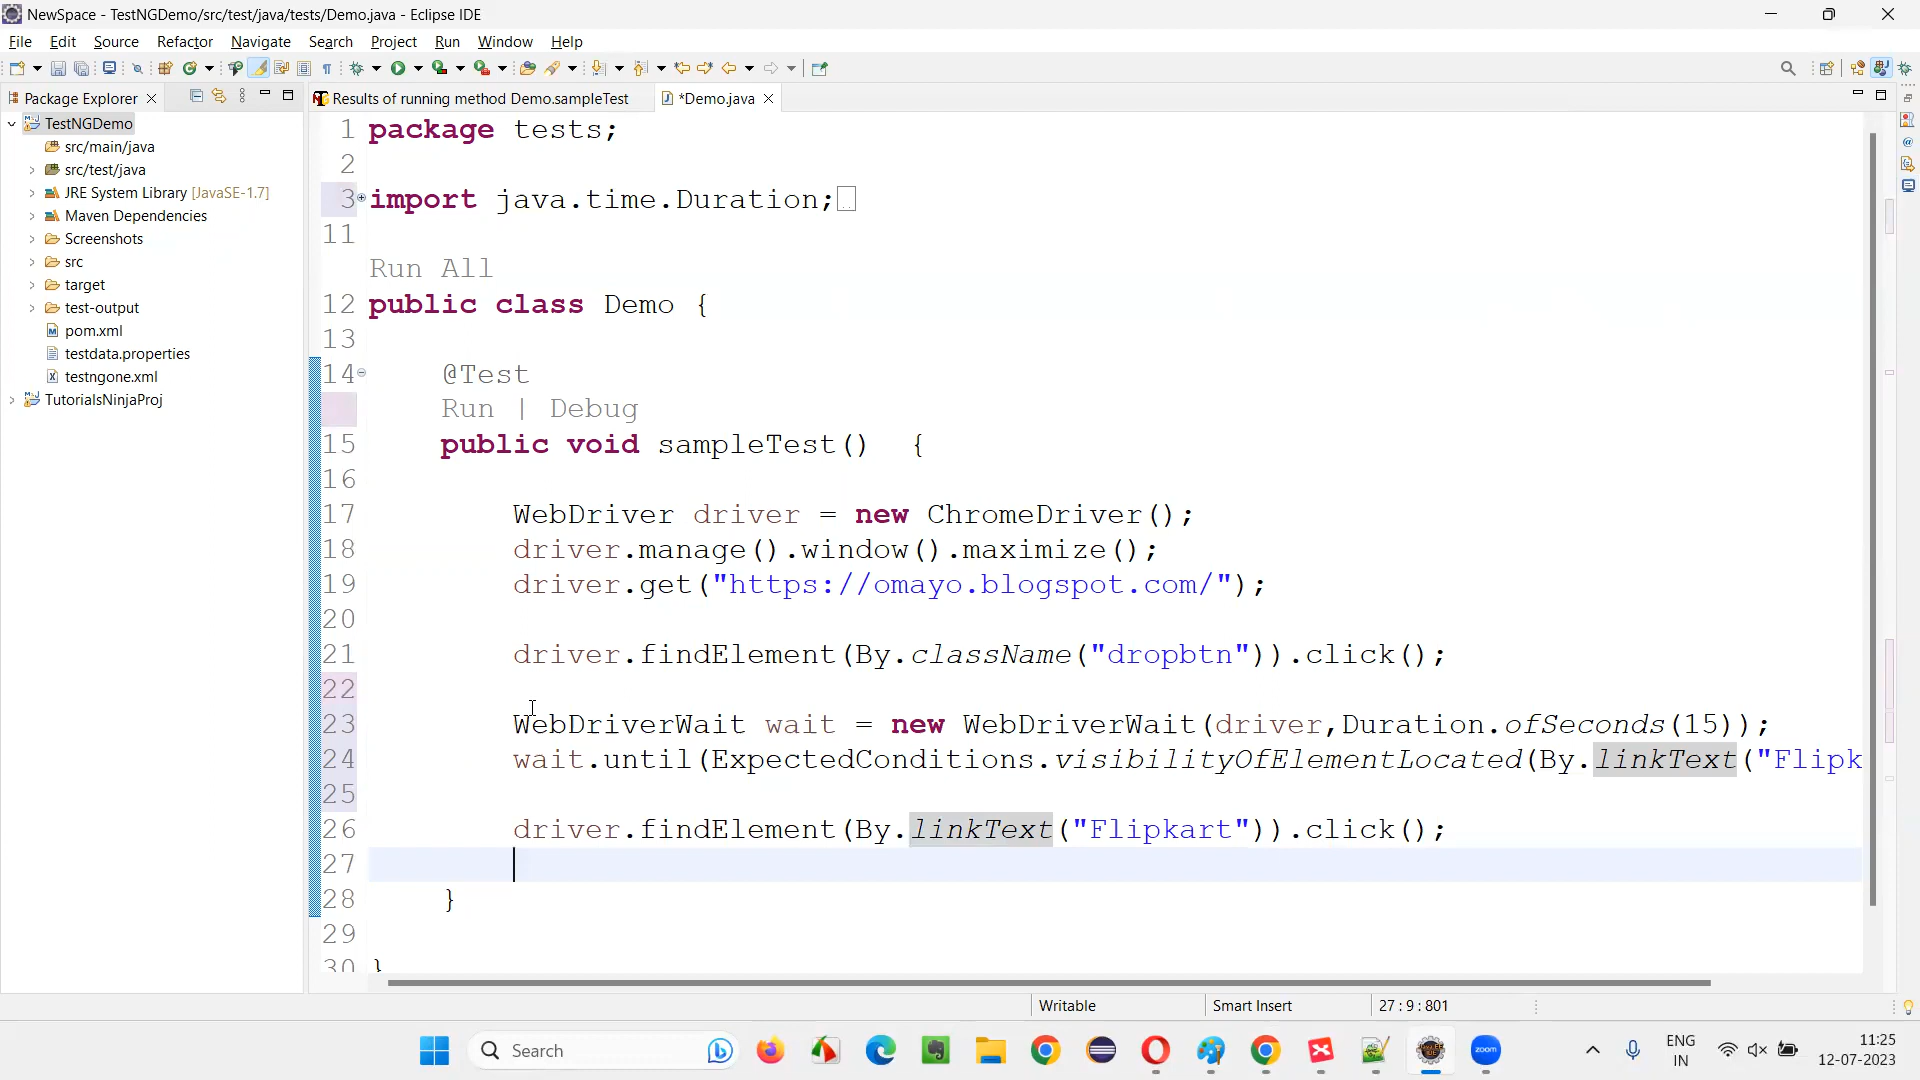 NewSpace - TestNGDemo/src/test/java/tests/Demo.java - Eclipse IDE
File Edit Source Refactor Navigate Search Project Run Window Help
Package Explorer
Results of running method Demo.sampleTest
*Demo.java
TestNGDemo
src/main/java
src/test/java
JRE System Library [JavaSE-1.7]
Maven Dependencies
Screenshots
src
target
test-output
pom.xml
testdata.properties
testngone.xml
TutorialsNinjaProj
1 package tests;
2
3 import java.time.Duration;
11
Run All
12 public class Demo {
13
14 @Test
Run | Debug
15 public void sampleTest() {
16
17 WebDriver driver = new ChromeDriver();
18 driver.manage().window().maximize();
19 driver.get("https://omayo.blogspot.com/");
20
21 driver.findElement(By.className("dropbtn")).click();
22
23 WebDriverWait wait = new WebDriverWait(driver,Duration.ofSeconds(15));
24 wait.until(ExpectedConditions.visibilityOfElementLocated(By.linkText("Flipk
25
26 driver.findElement(By.linkText("Flipkart")).click();
27
28 }
29
30 }
Writable
Smart Insert
27 : 9 : 801
Search
zoom
ENG
IN
11:25
12-07-2023